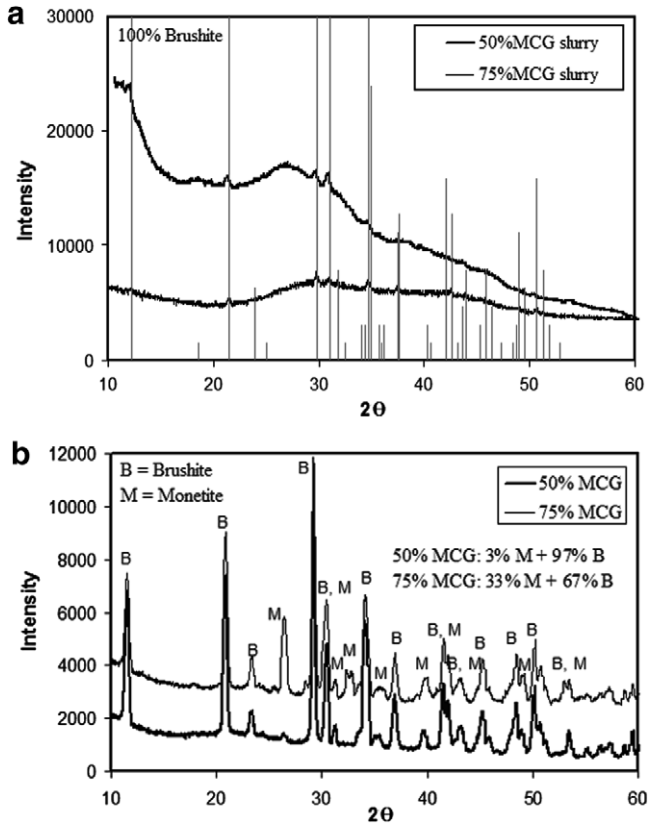 a
30000
100% Brushite
50%MCG slurry
75%MCG slurry
20000
Intensity
10000
0
10 20 30 40 50 60
2Θ
b
12000
B = Brushite
M = Monetite
B
50% MCG
75% MCG
10000
50% MCG: 3% M + 97% B
75% MCG: 33% M + 67% B
B
8000
B
B, M
B
Intensity
6000
M
B, M
B
B
B
B
M
M
M
M
B, M
M
B, M
4000
2000
0
10 20 30 40 50 60
2Θ